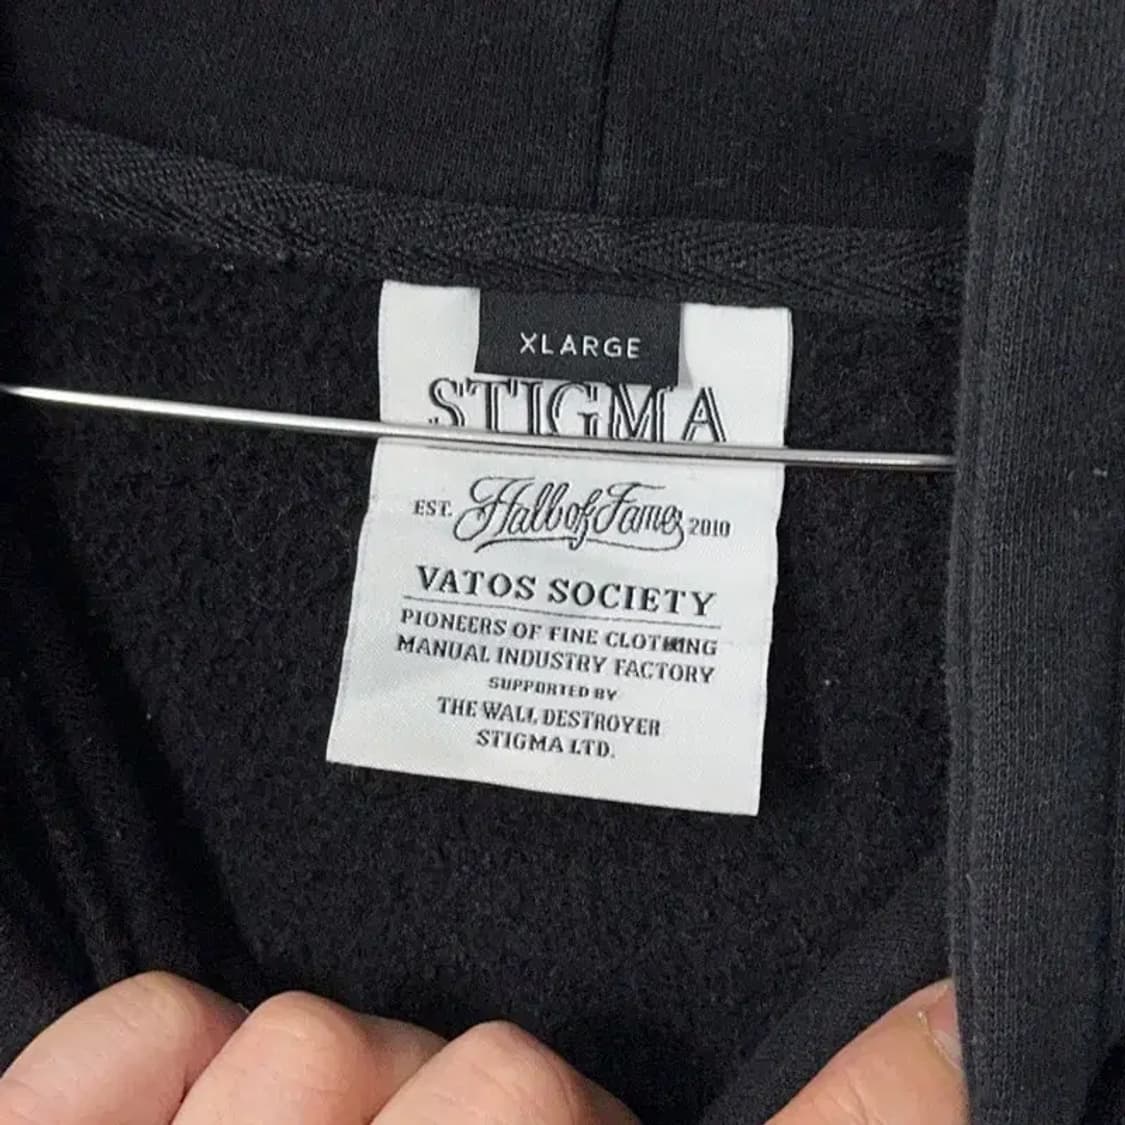 XLARGE
STIGMA
EST. Hall of Fame 2010
VATOS SOCIETY
PIONEERS OF FINE CLOTHING
MANUAL INDUSTRY FACTORY
SUPPORTED BY
THE WALL DESTROYER
STIGMA LTD.